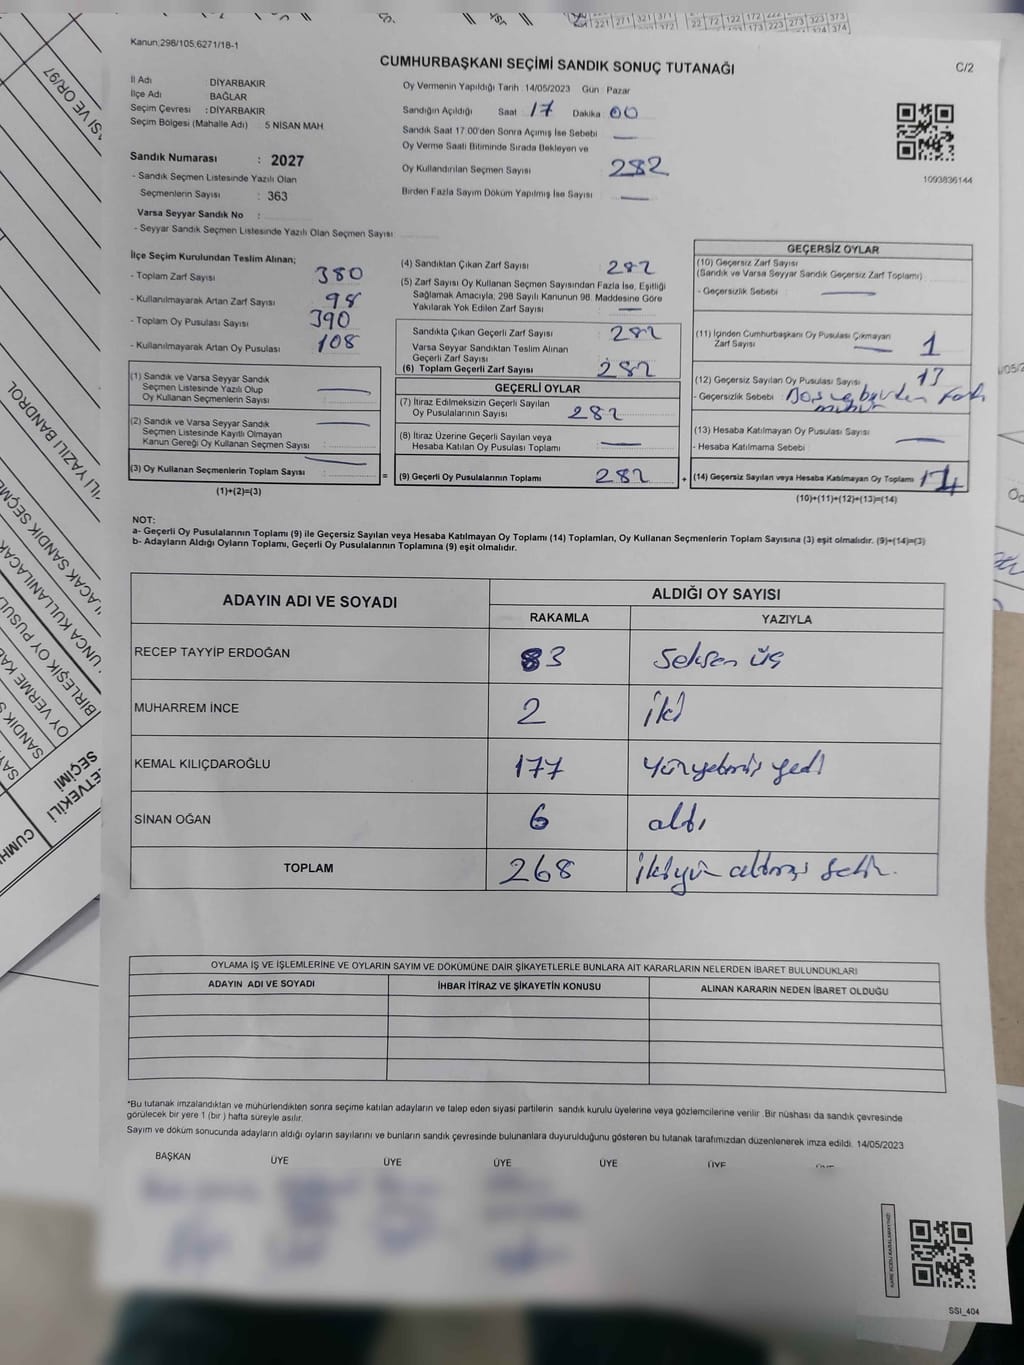 Kanun;298/105,6271/18-1
CUMHURBAŞKANI SEÇİMİ SANDIK SONUÇ TUTANAĞI
C/2
İl Adı : DİYARBAKIR
İlçe Adı : BAĞLAR
Seçim Çevresi : DİYARBAKIR
Seçim Bölgesi (Mahalle Adı) : 5 NİSAN MAH
Sandık Numarası : 2027
- Sandık Seçmen Listesinde Yazılı Olan
Seçmenlerin Sayısı : 363
Varsa Seyyar Sandık No :
- Seyyar Sandık Seçmen Listesinde Yazılı Olan Seçmen Sayısı
Oy Vermenin Yapıldığı Tarih :14/05/2023 Gün : Pazar
Sandığın Açıldığı Saat : 17 Dakika : 00
Sandık Saat 17:00'den Sonra Açımış İse Sebebi :
Oy Verme Saati Bitiminde Sırada Bekleyen ve
Oy Kullandırılan Seçmen Sayısı : 282
Birden Fazla Sayım Döküm Yapılmış İse Sayısı :
1093836144
İlçe Seçim Kurulundan Teslim Alınan;
- Toplam Zarf Sayısı : 380
- Kullanılmayarak Artan Zarf Sayısı : 98
- Toplam Oy Pusulası Sayısı : 390
- Kullanılmayarak Artan Oy Pusulası : 108
(1) Sandık ve Varsa Seyyar Sandık
Seçmen Listesinde Yazılı Olup
Oy Kullanan Seçmenlerin Sayısı :
(2) Sandık ve Varsa Seyyar Sandık
Seçmen Listesinde Kayıtlı Olmayan
Kanun Gereği Oy Kullanan Seçmen Sayısı :
(3) Oy Kullanan Seçmenlerin Toplam Sayısı :
(1)+(2)=(3)
=
(4) Sandıktan Çıkan Zarf Sayısı : 282
(5) Zarf Sayısı Oy Kullanan Seçmen Sayısından Fazla İse, Eşitliği
Sağlamak Amacıyla, 298 Sayılı Kanunun 98. Maddesine Göre
Yakılarak Yok Edilen Zarf Sayısı :
Sandıkta Çıkan Geçerli Zarf Sayısı : 282
Varsa Seyyar Sandıktan Teslim Alınan
Geçerli Zarf Sayısı :
(6) Toplam Geçerli Zarf Sayısı : 282
GEÇERLİ OYLAR
(7) İtiraz Edilmeksizin Geçerli Sayılan
Oy Pusulalarının Sayısı : 282
(8) İtiraz Üzerine Geçerli Sayılan veya
Hesaba Katılan Oy Pusulası Toplamı :
(9) Geçerli Oy Pusulalarının Toplamı : 282
+
GEÇERSİZ OYLAR
(10) Geçersiz Zarf Sayısı
(Sandık ve Varsa Seyyar Sandık Geçersiz Zarf Toplamı) :
- Geçersizlik Sebebi :
(11) İçinden Cumhurbaşkanı Oy Pusulası Çıkmayan
Zarf Sayısı : 1
(12) Geçersiz Sayılan Oy Pusulası Sayısı : 13
- Geçersizlik Sebebi : Boş ve birden fazla
mühür
(13) Hesaba Katılmayan Oy Pusulası Sayısı :
- Hesaba Katılmama Sebebi :
(14) Geçersiz Sayılan veya Hesaba Katılmayan Oy Toplamı : 14
(10)+(11)+(12)+(13)=(14)
NOT:
a- Geçerli Oy Pusulalarının Toplamı (9) ile Geçersiz Sayılan veya Hesaba Katılmayan Oy Toplamı (14) Toplamları, Oy Kullanan Seçmenlerin Toplam Sayısına (3) eşit olmalıdır. (9)+(14)=(3)
b- Adayların Aldığı Oyların Toplamı, Geçerli Oy Pusulalarının Toplamına (9) eşit olmalıdır.
ADAYIN ADI VE SOYADI
ALDIĞI OY SAYISI
RAKAMLA YAZIYLA
RECEP TAYYİP ERDOĞAN 83 Seksen üç
MUHARREM İNCE 2 iki
KEMAL KILIÇDAROĞLU 177 yüzyetmiş yedi
SİNAN OĞAN 6 altı
TOPLAM 268 ikiyüz altmış sekiz
OYLAMA İŞ VE İŞLEMLERİNE VE OYLARIN SAYIM VE DÖKÜMÜNE DAİR ŞİKAYETLERLE BUNLARA AİT KARARLARIN NELERDEN İBARET BULUNDUKLARI
ADAYIN ADI VE SOYADI İHBAR İTİRAZ VE ŞİKAYETİN KONUSU ALINAN KARARIN NEDEN İBARET OLDUĞU
*Bu tutanak imzalandıktan ve mühürlendikten sonra seçime katılan adayların ve talep eden siyasi partilerin sandık kurulu üyelerine veya gözlemcilerine verilir. Bir nüshası da sandık çevresinde
görülecek bir yere 1 (bir ) hafta süreyle asılır.
Sayım ve döküm sonucunda adayların aldığı oyların sayılarını ve bunların sandık çevresinde bulunanlara duyurulduğunu gösteren bu tutanak tarafımızdan düzenlenerek imza edildi. 14/05/2023
BAŞKAN ÜYE ÜYE ÜYE ÜYE ÜYE
SSI_404